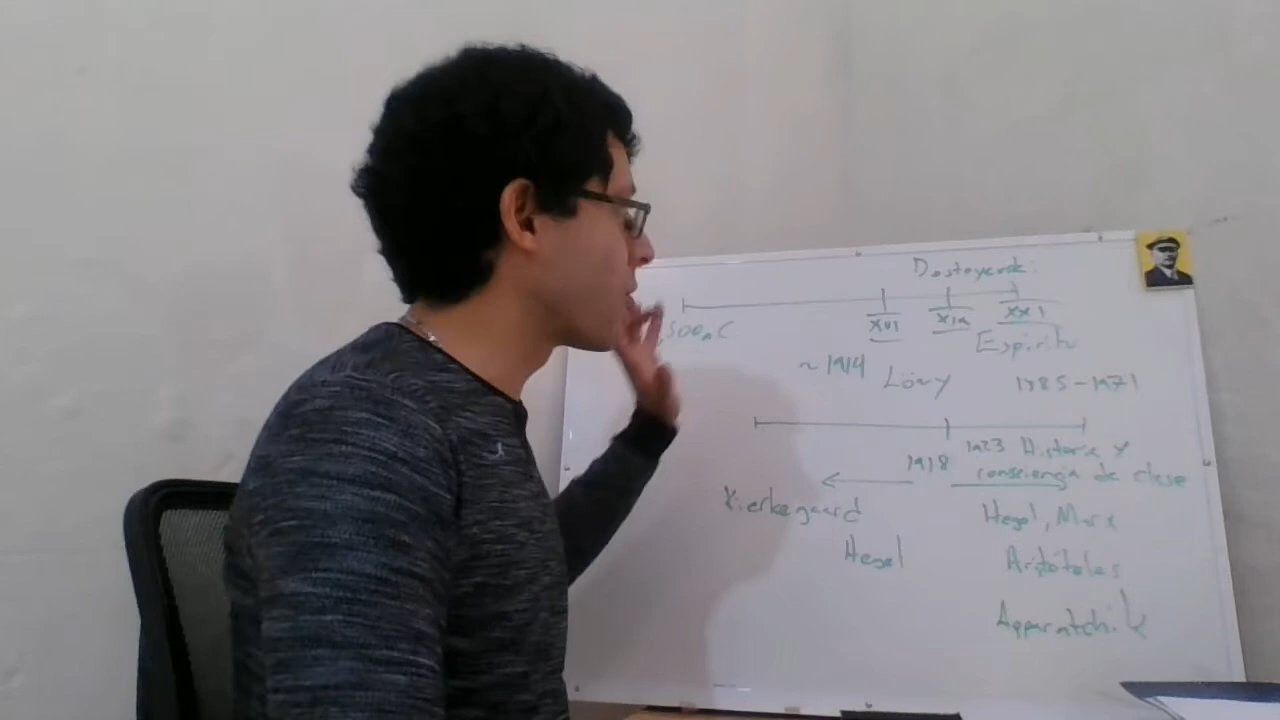 Dostoyevski
500 a C XVI XIX XXI
Espíritu
~ 1914 Löwy 1885-1971
1918 1923 Historia y
consciencia de clase
Kierkegaard Hegel, Marx
Hegel Aristóteles
Apparatchik